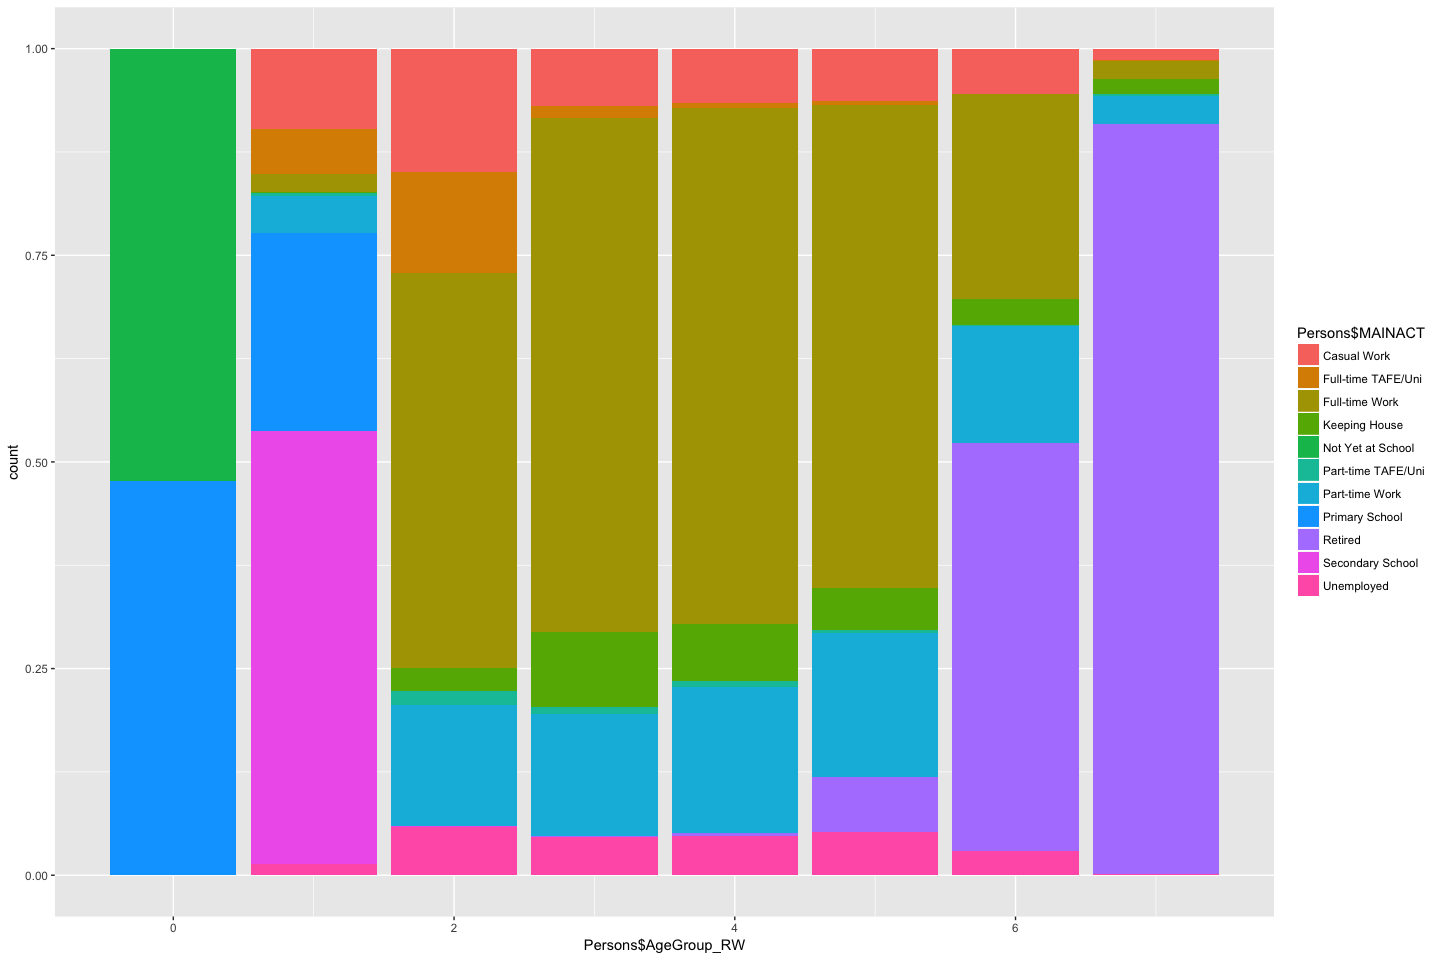 1.00
0.75
0.50
0.25
0.00
count
0
2
4
6
Persons$AgeGroup_RW
Persons$MAINACT
Casual Work
Full-time TAFE/Uni
Full-time Work
Keeping House
Not Yet at School
Part-time TAFE/Uni
Part-time Work
Primary School
Retired
Secondary School
Unemployed